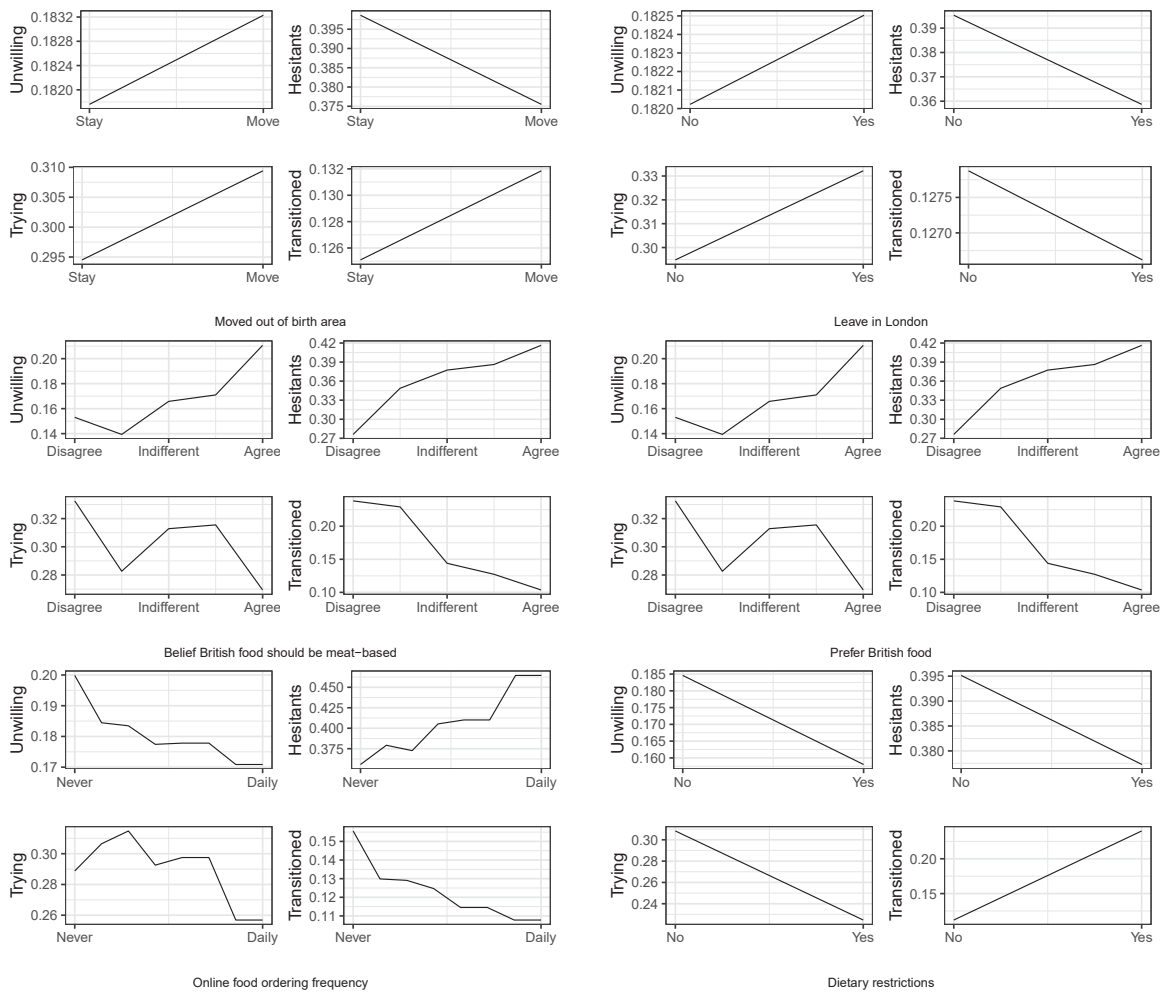 Unwilling
0.1832
0.1828
0.1824
0.1820
Stay Move
Hesitants
0.395
0.390
0.385
0.380
0.375
Stay Move
Trying
0.310
0.305
0.300
0.295
Stay Move
Transitioned
0.132
0.130
0.128
0.126
Stay Move
Moved out of birth area
Unwilling
0.1825
0.1824
0.1823
0.1822
0.1821
0.1820
No Yes
Hesitants
0.39
0.38
0.37
0.36
No Yes
Trying
0.33
0.32
0.31
0.30
No Yes
Transitioned
0.1275
0.1270
No Yes
Leave in London
Unwilling
0.20
0.18
0.16
0.14
Disagree Indifferent Agree
Hesitants
0.42
0.39
0.36
0.33
0.30
0.27
Disagree Indifferent Agree
Trying
0.32
0.30
0.28
Disagree Indifferent Agree
Transitioned
0.20
0.15
0.10
Disagree Indifferent Agree
Belief British food should be meat−based
Unwilling
0.20
0.18
0.16
0.14
Disagree Indifferent Agree
Hesitants
0.42
0.39
0.36
0.33
0.30
0.27
Disagree Indifferent Agree
Trying
0.32
0.30
0.28
Disagree Indifferent Agree
Transitioned
0.20
0.15
0.10
Disagree Indifferent Agree
Prefer British food
Unwilling
0.20
0.19
0.18
0.17
Never Daily
Hesitants
0.450
0.425
0.400
0.375
Never Daily
Trying
0.30
0.28
0.26
Never Daily
Transitioned
0.15
0.14
0.13
0.12
0.11
Never Daily
Online food ordering frequency
Unwilling
0.185
0.180
0.175
0.170
0.165
0.160
No Yes
Hesitants
0.395
0.390
0.385
0.380
No Yes
Trying
0.30
0.28
0.26
0.24
No Yes
Transitioned
0.20
0.15
No Yes
Dietary restrictions